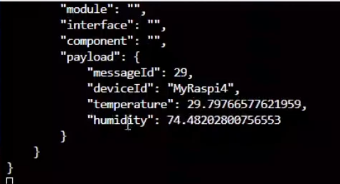 "module": "",
"interface": "",
"component": "",
"payload": {
"messageId": 29,
"deviceId": "MyRaspi4",
"temperature": 29.79766577621959,
"humidity": 74.48202800756553
}
}
}